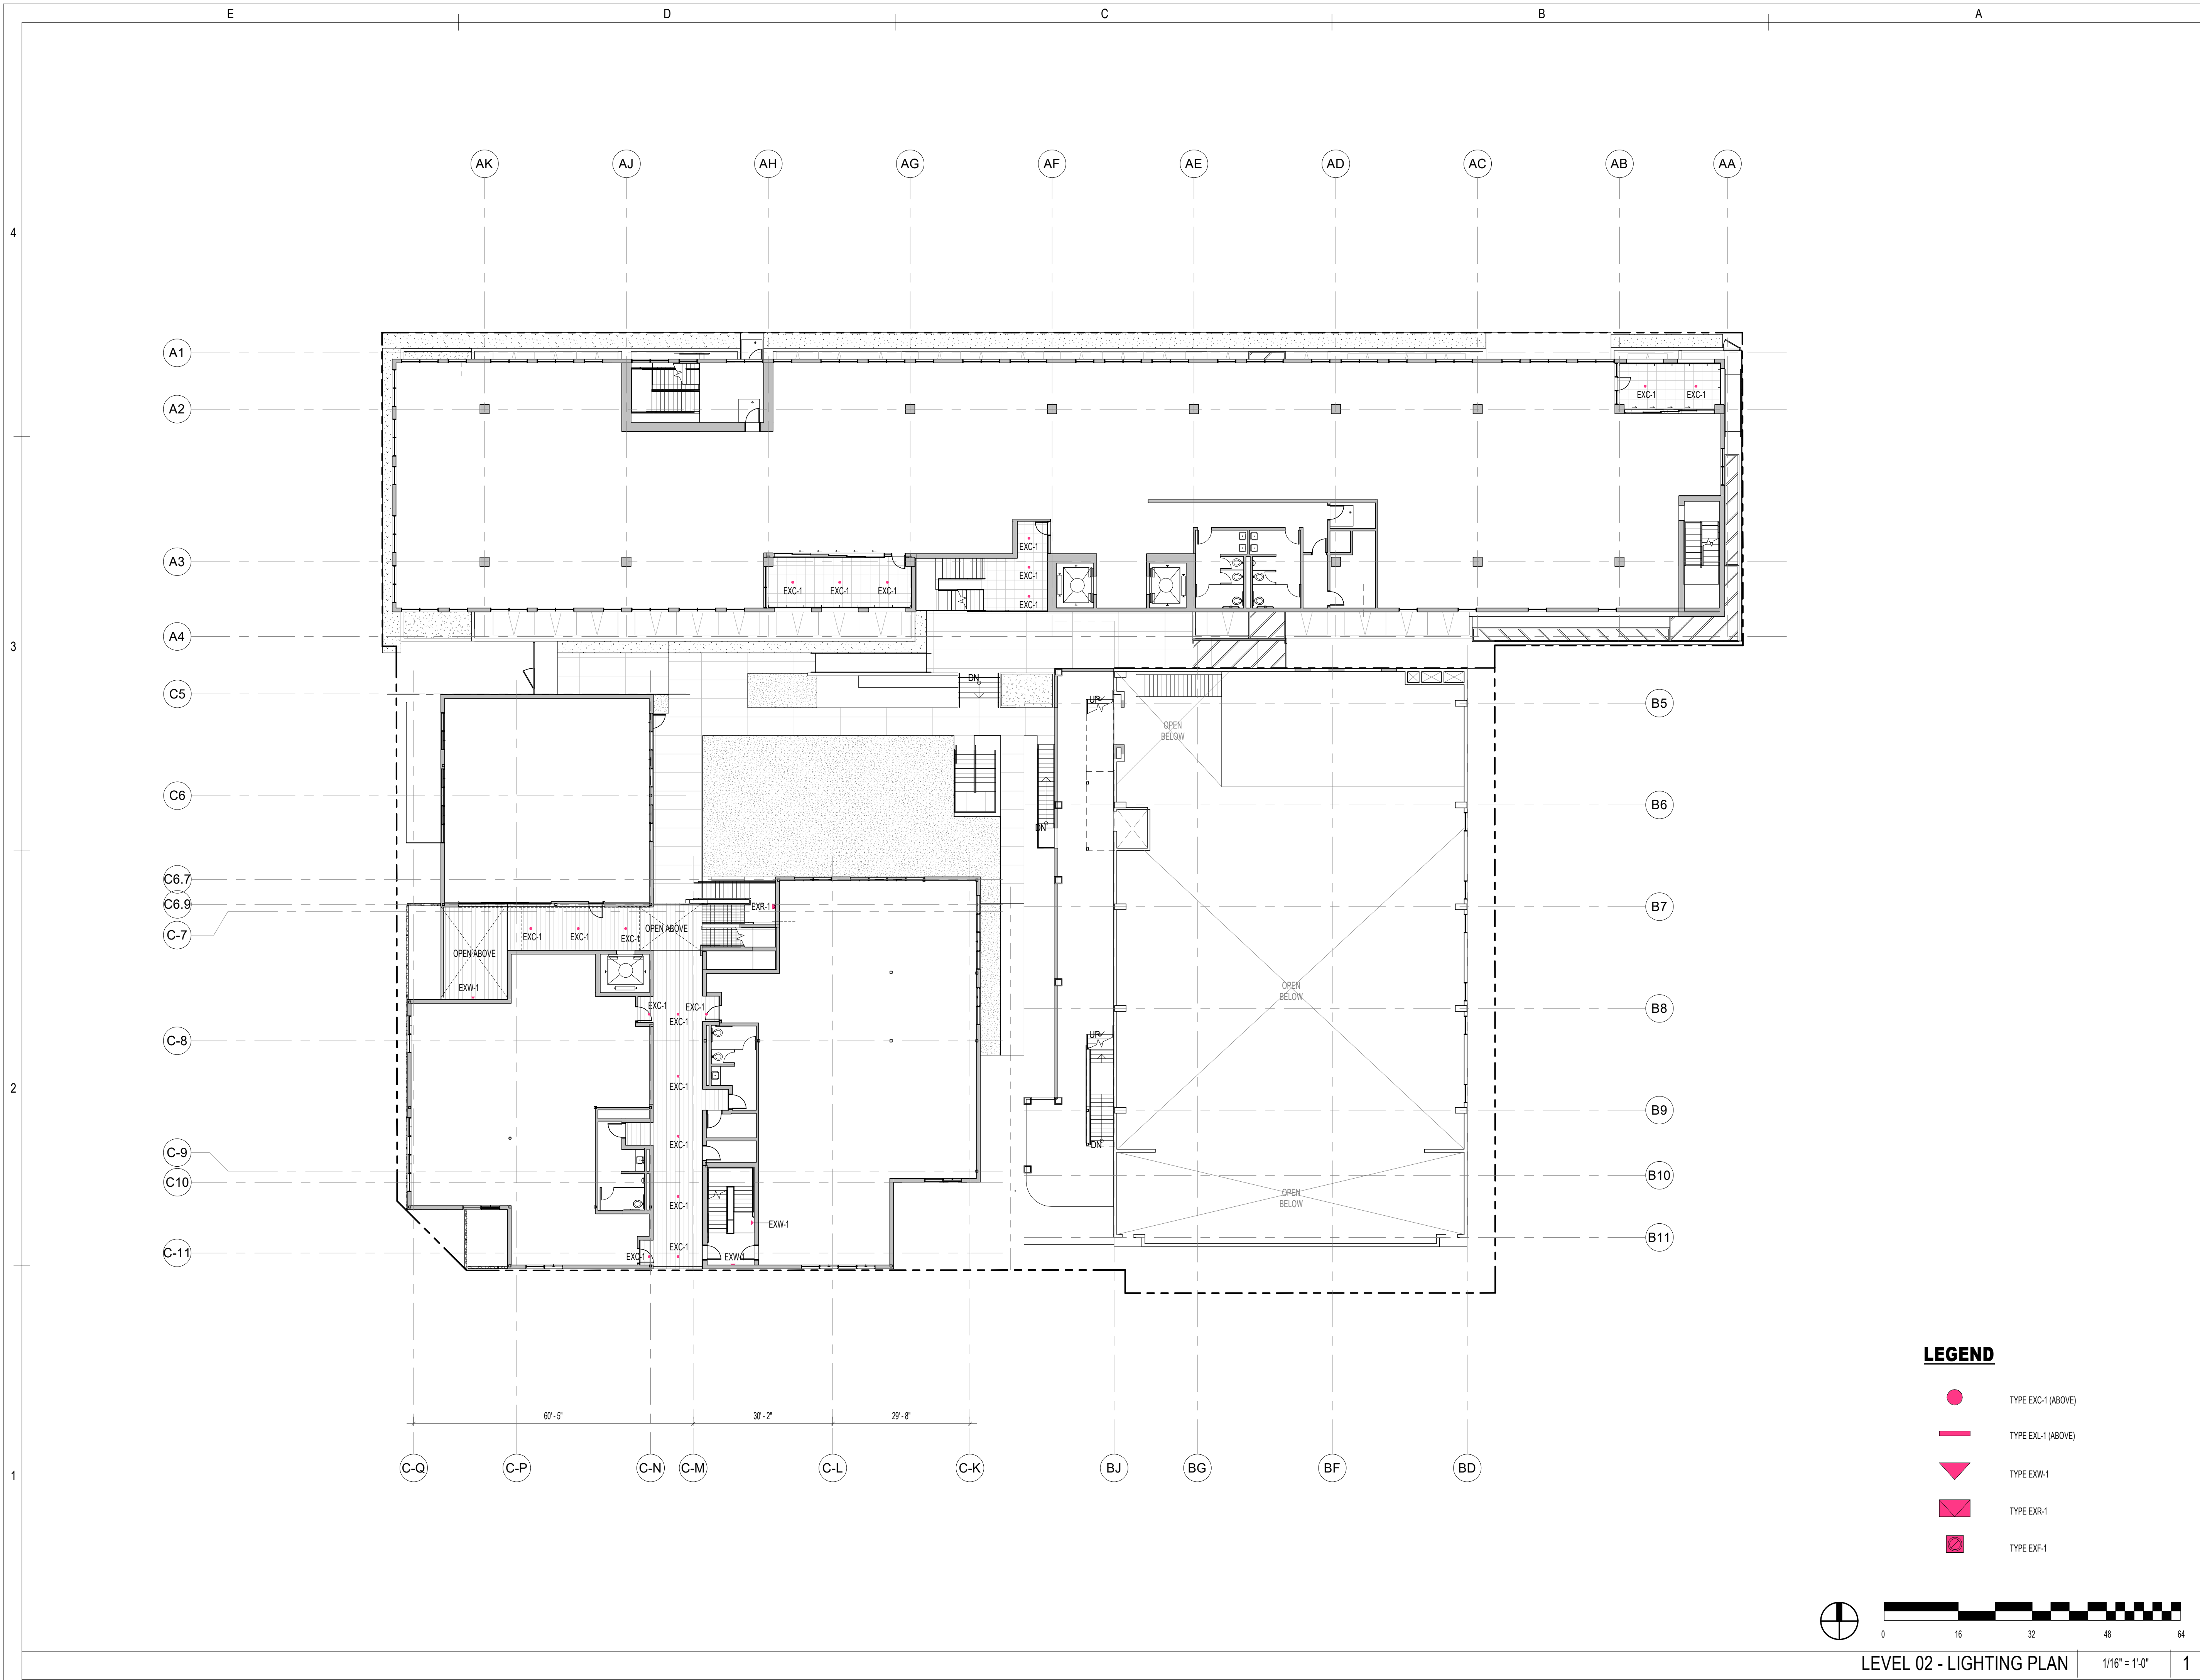 E D C B A
4
AK AJ AH AG AF AE AD AC AB AA
A1
A2
EXC-1 EXC-1
3
A3
EXC-1
EXC-1
EXC-1
EXC-1 EXC-1 EXC-1
A4
DN
C5
UP
B5
OPEN
BELOW
C6
B6
DN
C6.7
C6.9
EXR-1
B7
C-7
EXC-1 EXC-1 EXC-1
OPEN ABOVE
OPEN ABOVE
EXW-1
OPEN
BELOW
EXC-1 EXC-1
EXC-1
B8
UP
C-8
2
EXC-1
B9
EXC-1
DN
C-9
B10
C10
EXC-1
OPEN
BELOW
EXW-1
B11
C-11
EXC-1
EXC-1
EXW-1
LEGEND
TYPE EXC-1 (ABOVE)
TYPE EXL-1 (ABOVE)
TYPE EXW-1
TYPE EXR-1
TYPE EXF-1
60' - 5" 30' - 2" 29' - 8"
1
C-Q C-P C-N C-M C-L C-K BJ BG BF BD
0 16 32 48 64
LEVEL 02 - LIGHTING PLAN 1/16" = 1'-0" 1